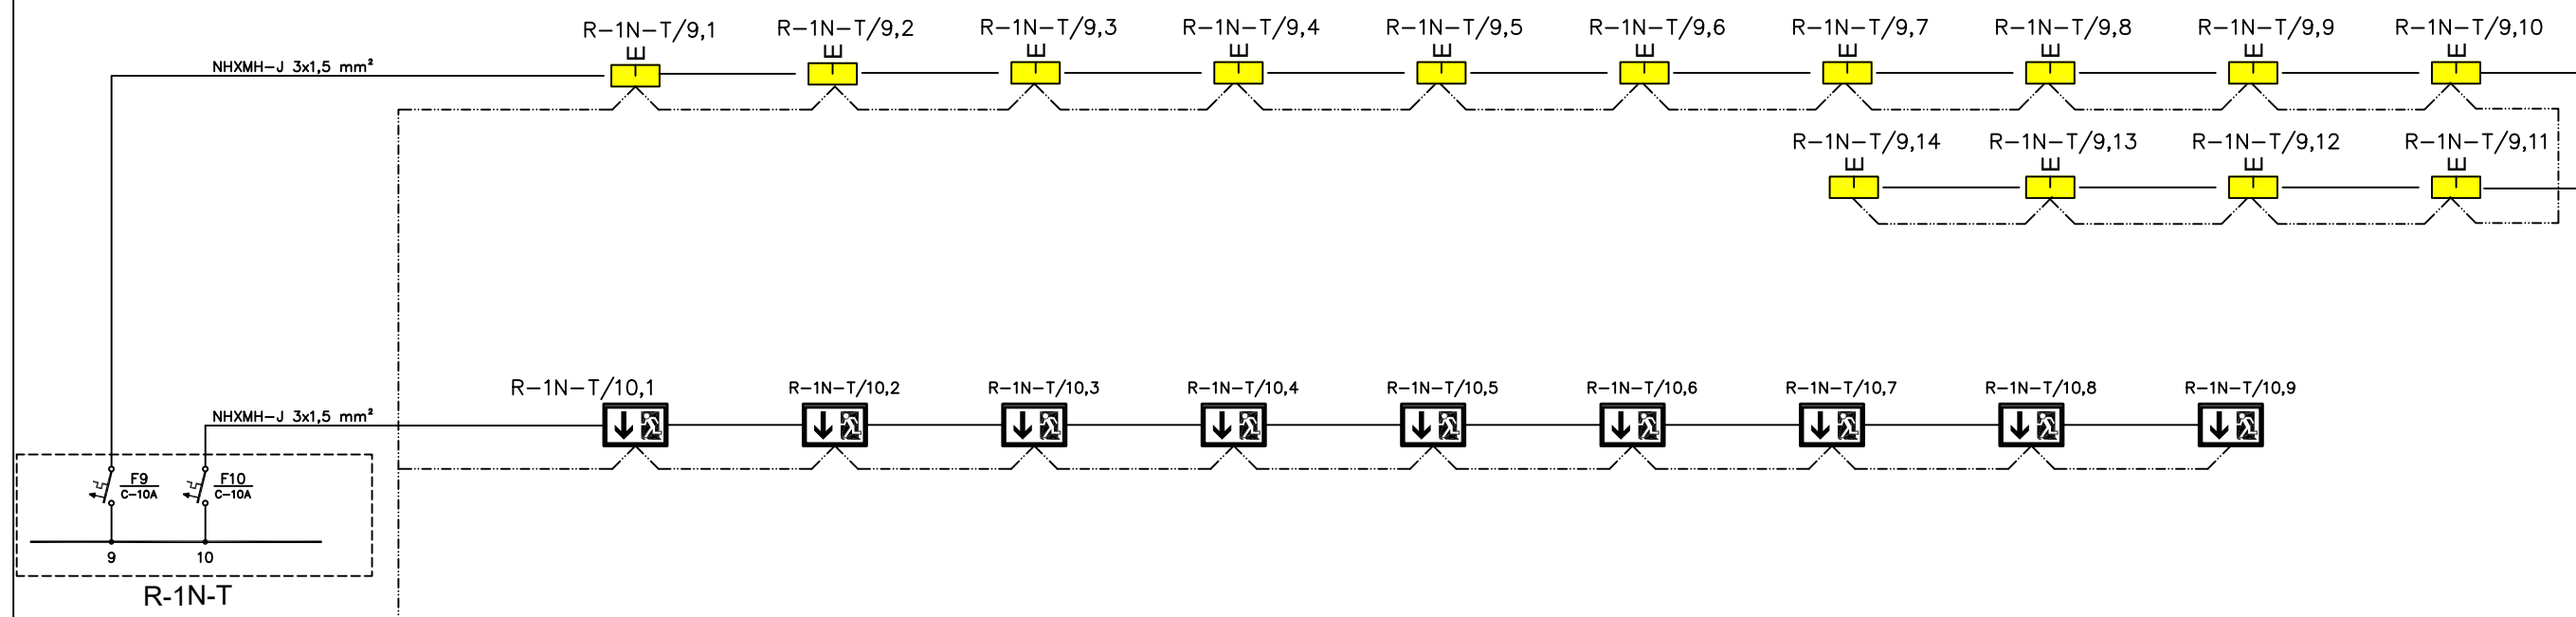 R-1N-T/9,1
R-1N-T/9,2
R-1N-T/9,3
R-1N-T/9,4
R-1N-T/9,5
R-1N-T/9,6
R-1N-T/9,7
R-1N-T/9,8
R-1N-T/9,9
R-1N-T/9,10
NHXMH-J 3x1,5 mm²
R-1N-T/9,14
R-1N-T/9,13
R-1N-T/9,12
R-1N-T/9,11
R-1N-T/10,1
R-1N-T/10,2
R-1N-T/10,3
R-1N-T/10,4
R-1N-T/10,5
R-1N-T/10,6
R-1N-T/10,7
R-1N-T/10,8
R-1N-T/10,9
NHXMH-J 3x1,5 mm²
F9
C-10A
F10
C-10A
9
10
R-1N-T